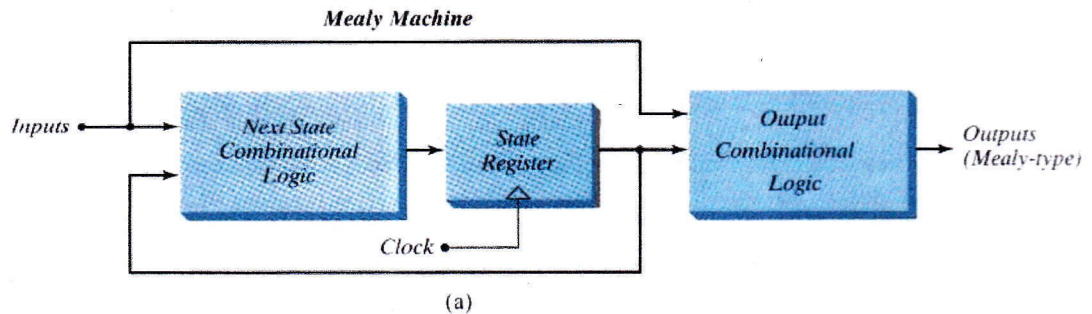 Mealy Machine
Inputs
Next State
Combinational
Logic
State
Register
Clock
Output
Combinational
Logic
Outputs
(Mealy-type)
(a)